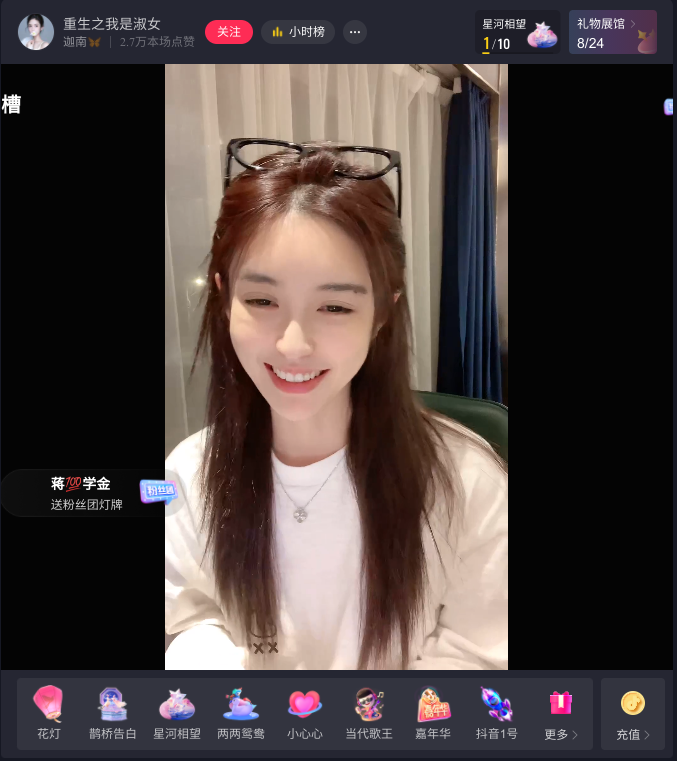 重生之我是淑女
迦南 | 2.7万本场点赞
关注
小时榜
星河相望
1/10
礼物展馆
8/24
槽
蒋💯学金
送粉丝团灯牌
粉丝团
花灯
鹊桥告白
星河相望
两两鸳鸯
小心心
当代歌王
嘉年华
嘉年华
抖音1号
更多
充值